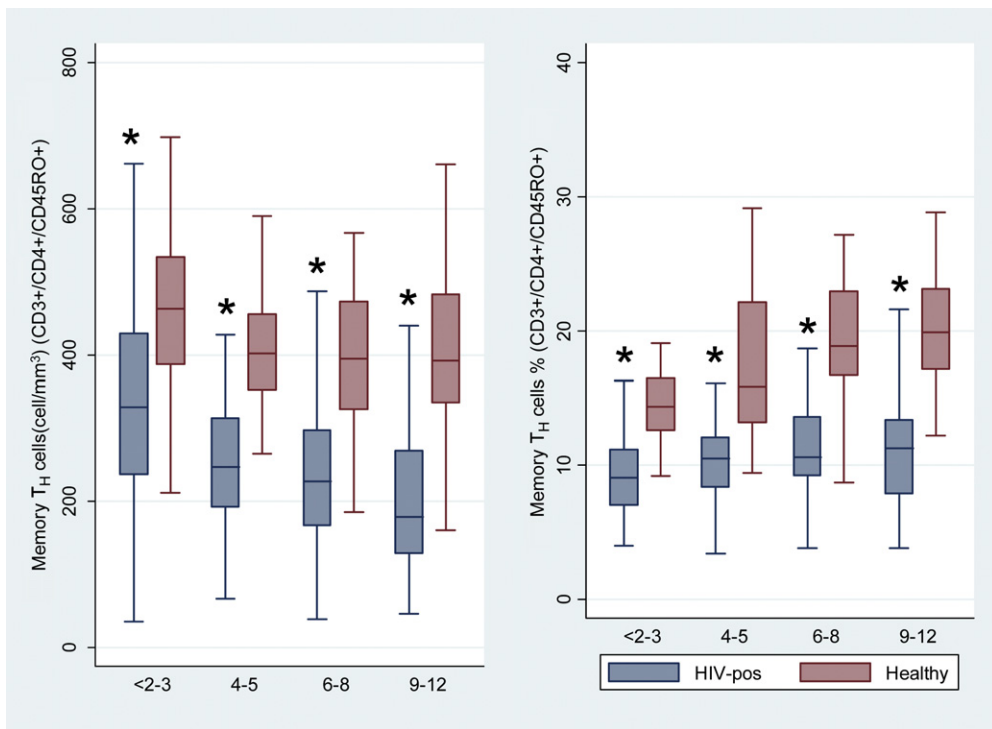 Memory TH cells(cell/mm³) (CD3+/CD4+/CD45RO+)
800
600
400
200
0
* * * *
<2-3 4-5 6-8 9-12
Memory TH cells % (CD3+/CD4+/CD45RO+)
40
30
20
10
0
* * * *
<2-3 4-5 6-8 9-12
HIV-pos Healthy